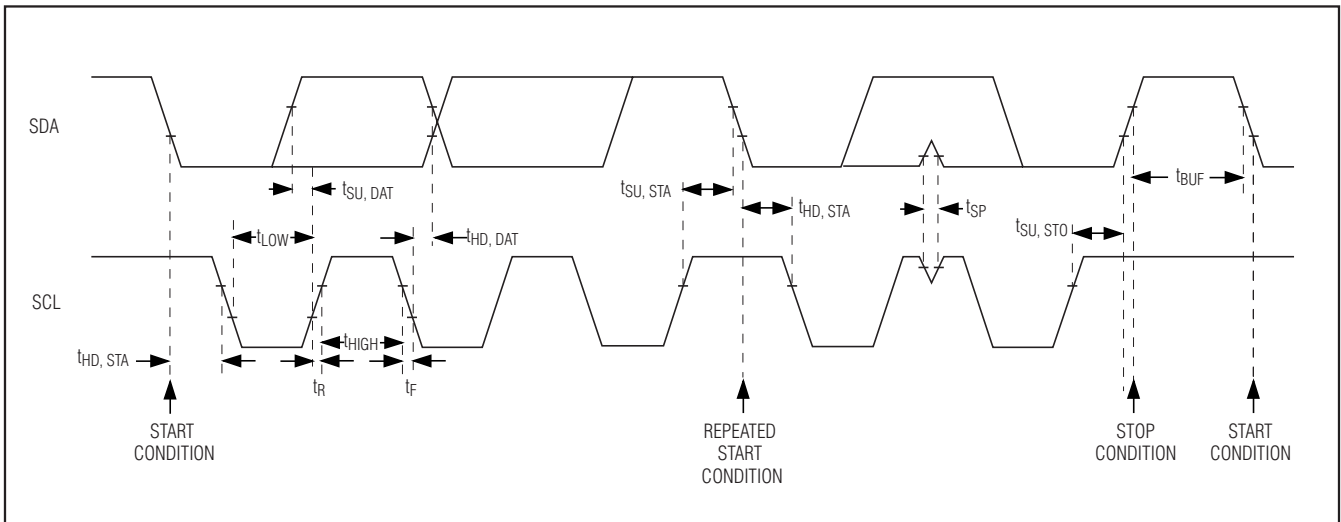 SDA
tSU, DAT
tSU, STA
tHD, STA
tSP
tBUF
tSU, STO
tLOW
tHD, DAT
SCL
tHD, STA
tHIGH
tR
tF
START
CONDITION
REPEATED
START
CONDITION
STOP
CONDITION
START
CONDITION